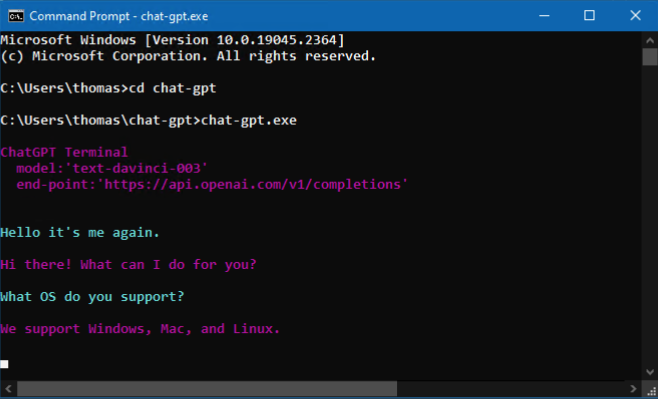 Command Prompt - chat-gpt.exe
Microsoft Windows [Version 10.0.19045.2364]
(c) Microsoft Corporation. All rights reserved.
C:\Users\thomas>cd chat-gpt
C:\Users\thomas\chat-gpt>chat-gpt.exe
ChatGPT Terminal
model:'text-davinci-003'
end-point:'https://api.openai.com/v1/completions'
Hello it's me again.
Hi there! What can I do for you?
What OS do you support?
We support Windows, Mac, and Linux.